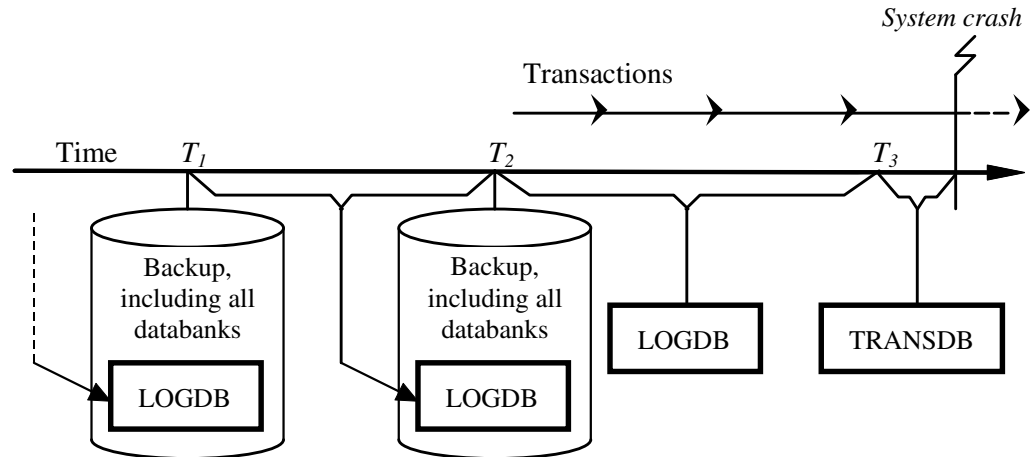 System crash
Transactions
Time
T1
T2
T3
Backup,
including all
databanks
LOGDB
Backup,
including all
databanks
LOGDB
LOGDB
TRANSDB